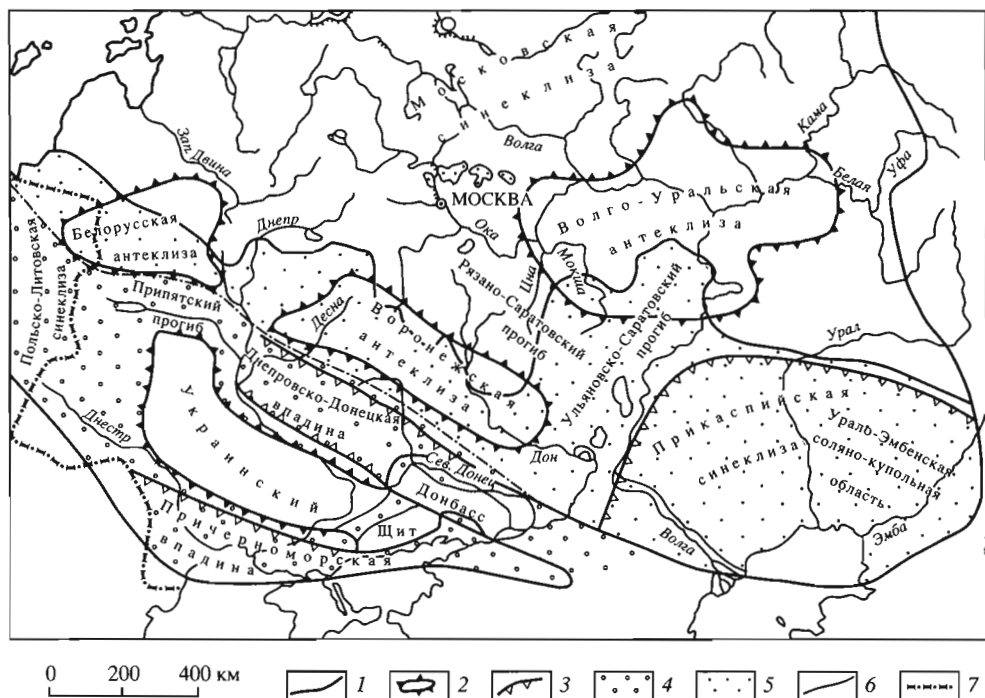 Московская
синеклиза
Кама
Волга
Зап. Двина
Белая
Уфа
МОСКВА
Волго-Уральская
антеклиза
Белорусская
антеклиза
Днепр
Ока
Цна
Мокша
Польско-Литовская
синеклиза
Припятский
прогиб
Десна
Воронежская
антеклиза
Рязано-Саратовский
прогиб
Ульяновско-Саратовский
прогиб
Урал
Днепровско-Донецкая
впадина
Прикаспийская
синеклиза
Урало-Эмбенская
соляно-купольная
область
Украинский
Щит
Днестр
Сев. Донец
Дон
Донбасс
Причерноморская
впадина
Волга
Эмба
0 200 400 км
1 2 3 4 5 6 7